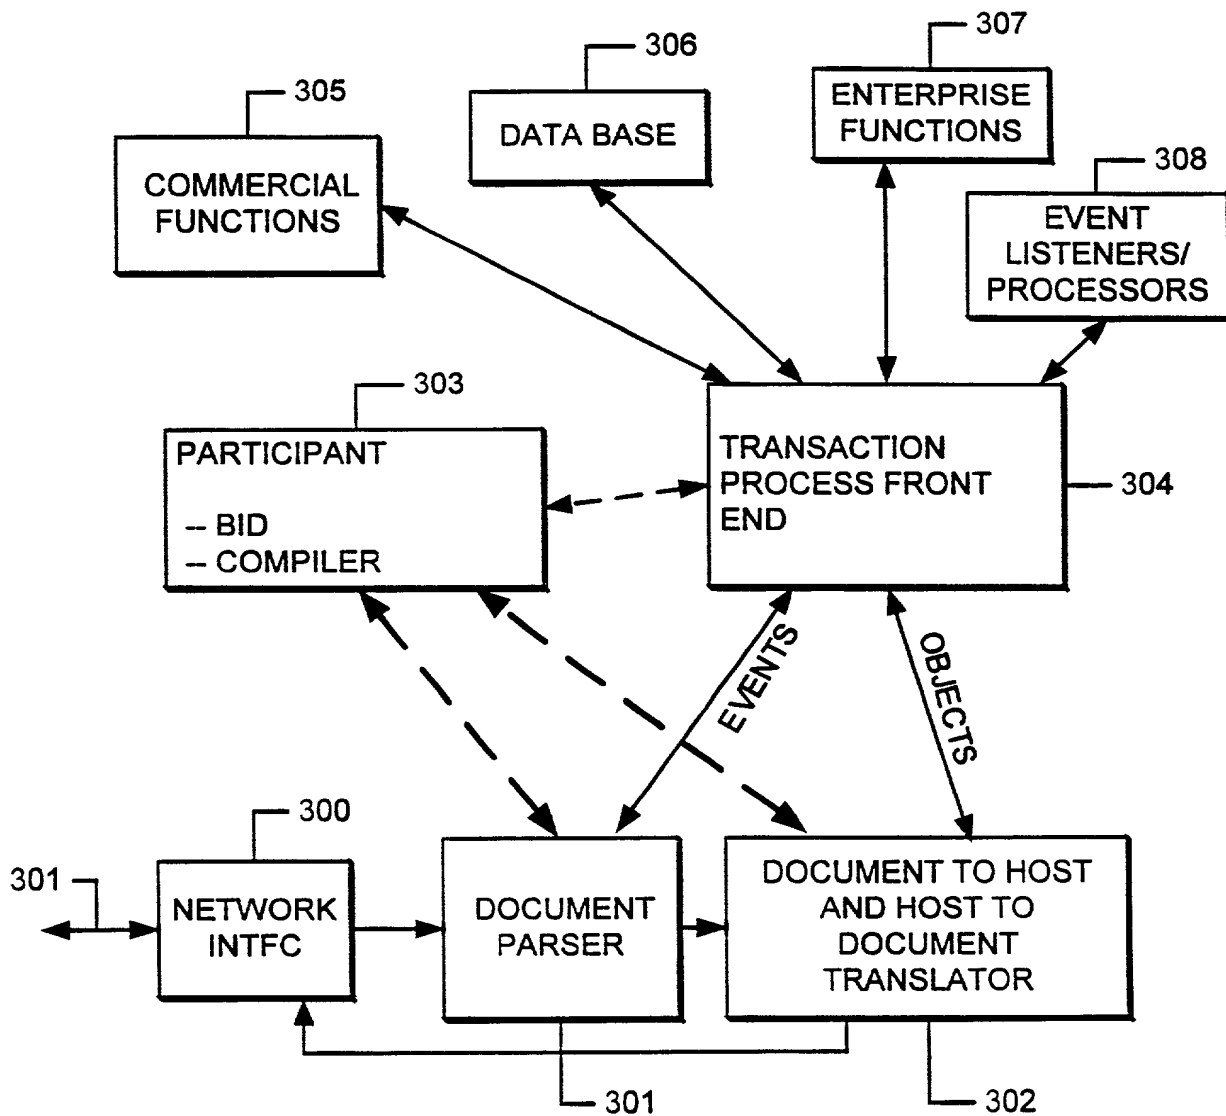 307
306
ENTERPRISE
FUNCTIONS
305
DATA BASE
308
COMMERCIAL
FUNCTIONS
EVENT
LISTENERS/
PROCESSORS
303
PARTICIPANT
– BID
– COMPILER
TRANSACTION
PROCESS FRONT
END
304
EVENTS
OBJECTS
300
301
NETWORK
INTFC
DOCUMENT
PARSER
DOCUMENT TO HOST
AND HOST TO
DOCUMENT
TRANSLATOR
301
302